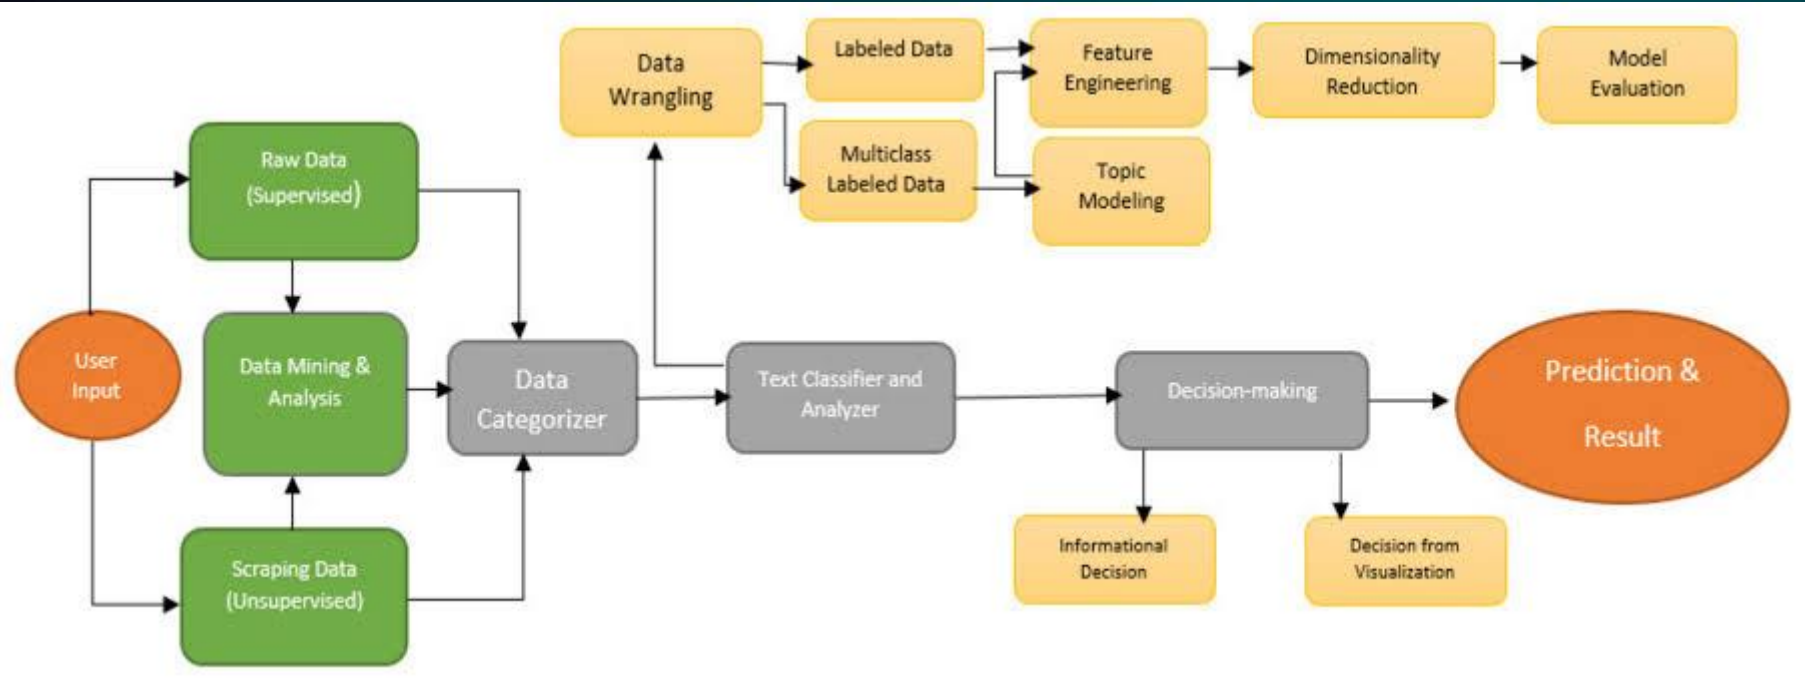 User
Input
Raw Data
(Supervised)
Data Mining &
Analysis
Scraping Data
(Unsupervised)
Data
Categorizer
Text Classifier and
Analyzer
Data
Wrangling
Labeled Data
Multiclass
Labeled Data
Feature
Engineering
Topic
Modeling
Dimensionality
Reduction
Model
Evaluation
Decision-making
Informational
Decision
Decision from
Visualization
Prediction &
Result